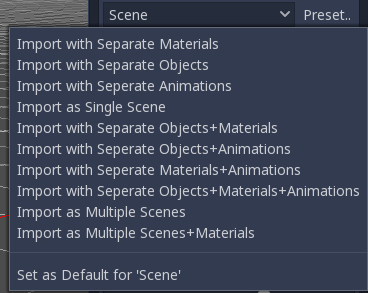 Scene Preset..
Import with Separate Materials
Import with Separate Objects
Import with Seperate Animations
Import as Single Scene
Import with Seperate Objects+Materials
Import with Seperate Objects+Animations
Import with Seperate Materials+Animations
Import with Seperate Objects+Materials+Animations
Import as Multiple Scenes
Import as Multiple Scenes+Materials
Set as Default for 'Scene'